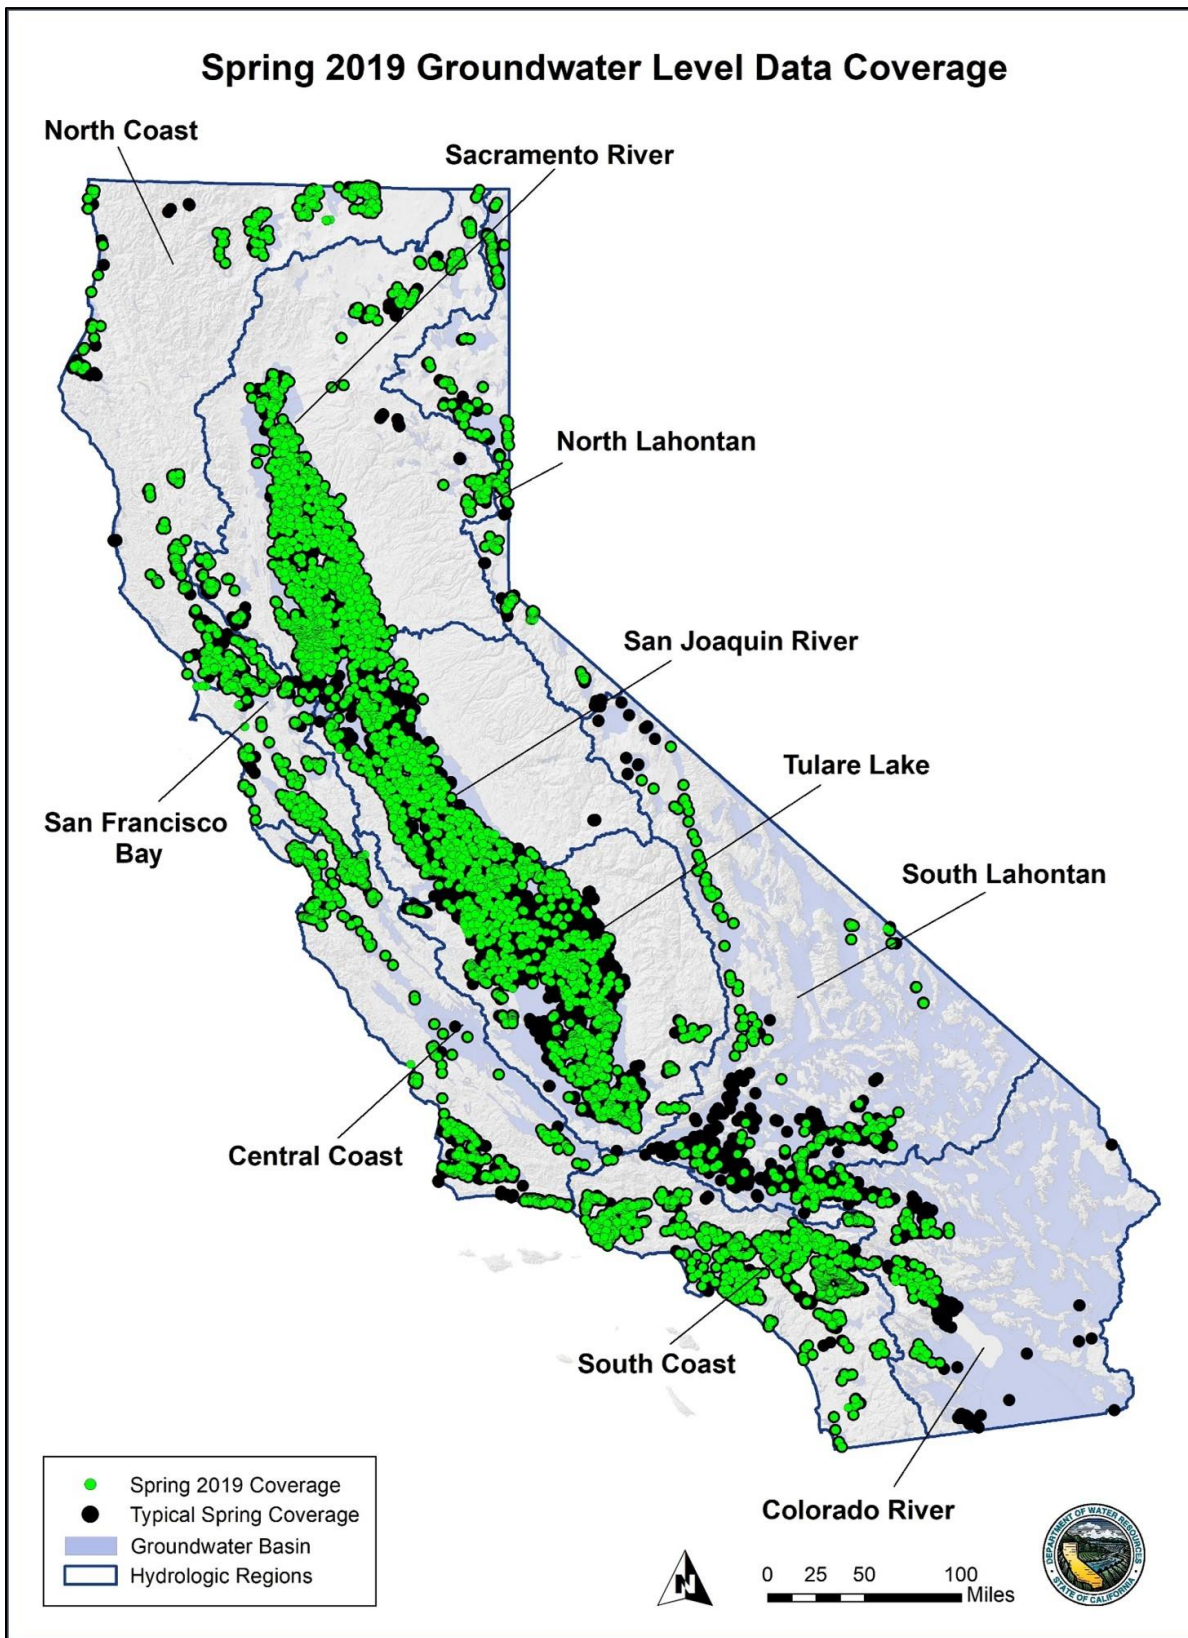 Spring 2019 Groundwater Level Data Coverage
North Coast
Sacramento River
North Lahontan
San Joaquin River
Tulare Lake
San Francisco
Bay
South Lahontan
Central Coast
South Coast
Colorado River
Spring 2019 Coverage
Typical Spring Coverage
Groundwater Basin
Hydrologic Regions
N
0 25 50 100
Miles
DEPARTMENT OF WATER RESOURCES
STATE OF CALIFORNIA